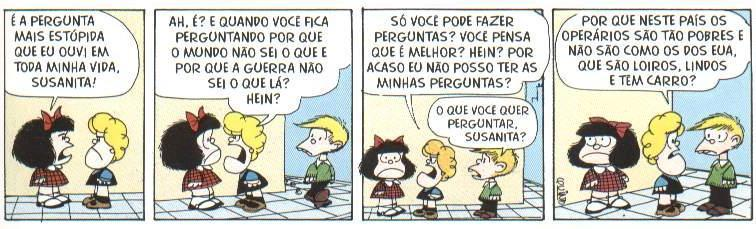 É A PERGUNTA
MAIS ESTÚPIDA
QUE EU OUVI EM
TODA MINHA VIDA,
SUSANITA!
AH, É? E QUANDO VOCÊ FICA
PERGUNTANDO POR QUE
O MUNDO NÃO SEI O QUE E
POR QUE A GUERRA NÃO
SEI O QUE LÁ?
HEIN?
SÓ VOCÊ PODE FAZER
PERGUNTAS? VOCÊ PENSA
QUE É MELHOR? HEIN? POR
ACASO EU NÃO POSSO TER AS
MINHAS PERGUNTAS?
O QUE VOCÊ QUER
PERGUNTAR,
SUSANITA?
POR QUE NESTE PAÍS OS
OPERÁRIOS SÃO TÃO POBRES E
NÃO SÃO COMO OS DOS EUA,
QUE SÃO LOIROS, LINDOS
E TEM CARRO?